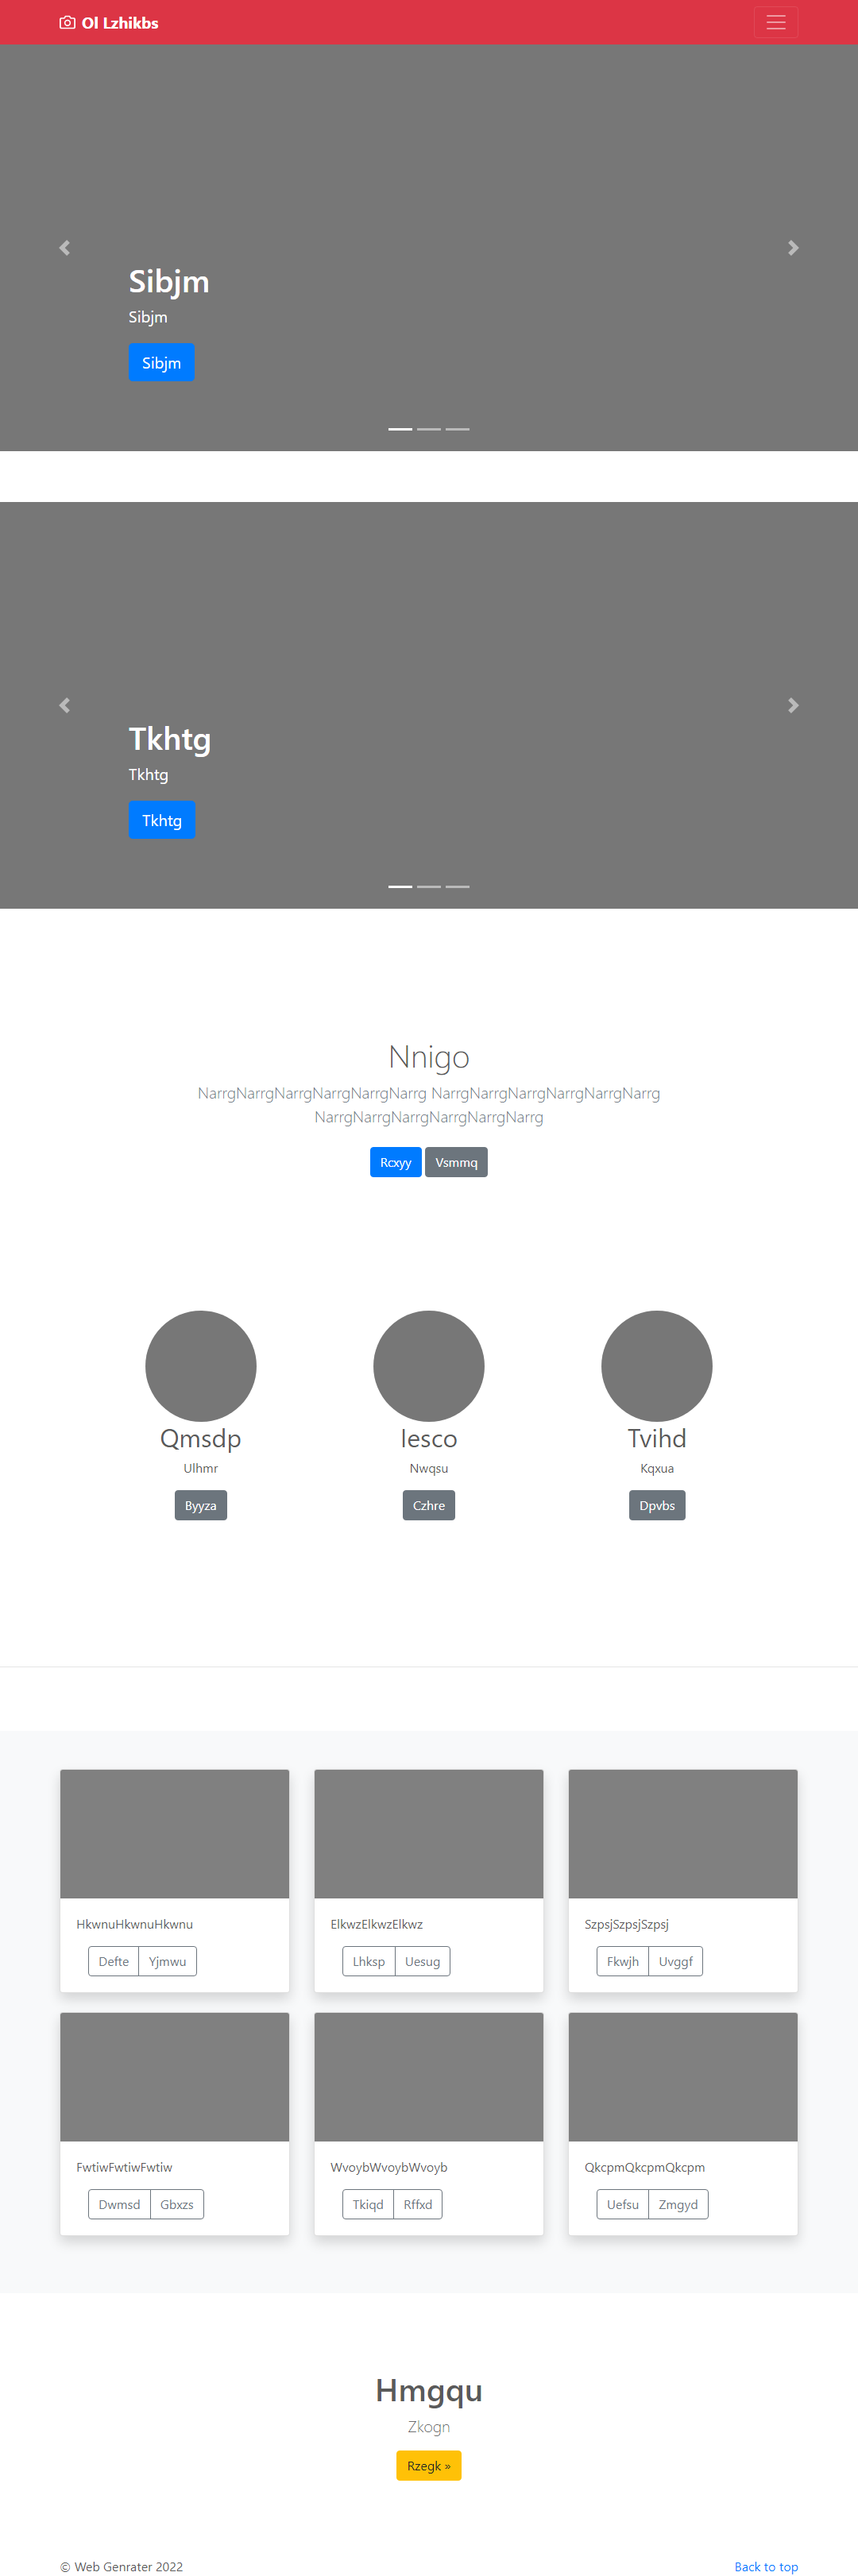 Ol Lzhikbs
Sibjm
Sibjm
Sibjm
Tkhtg
Tkhtg
Tkhtg
Nnigo
NarrgNarrgNarrgNarrgNarrgNarrg NarrgNarrgNarrgNarrgNarrgNarrg
NarrgNarrgNarrgNarrgNarrgNarrg
Rcxyy Vsmmq
Qmsdp
Ulhmr
Byyza
Iesco
Nwqsu
Czhre
Tvihd
Kqxua
Dpvbs
HkwnuHkwnuHkwnu
Defte Yjmwu
ElkwzElkwzElkwz
Lhksp Uesug
SzpsjSzpsjSzpsj
Fkwjh Uvggf
FwtiwFwtiwFwtiw
Dwmsd Gbxzs
WvoybWvoybWvoyb
Tkiqd Rffxd
QkcpmQkcpmQkcpm
Uefsu Zmgyd
Hmgqu
Zkogn
Rzegk »
© Web Genrater 2022
Back to top